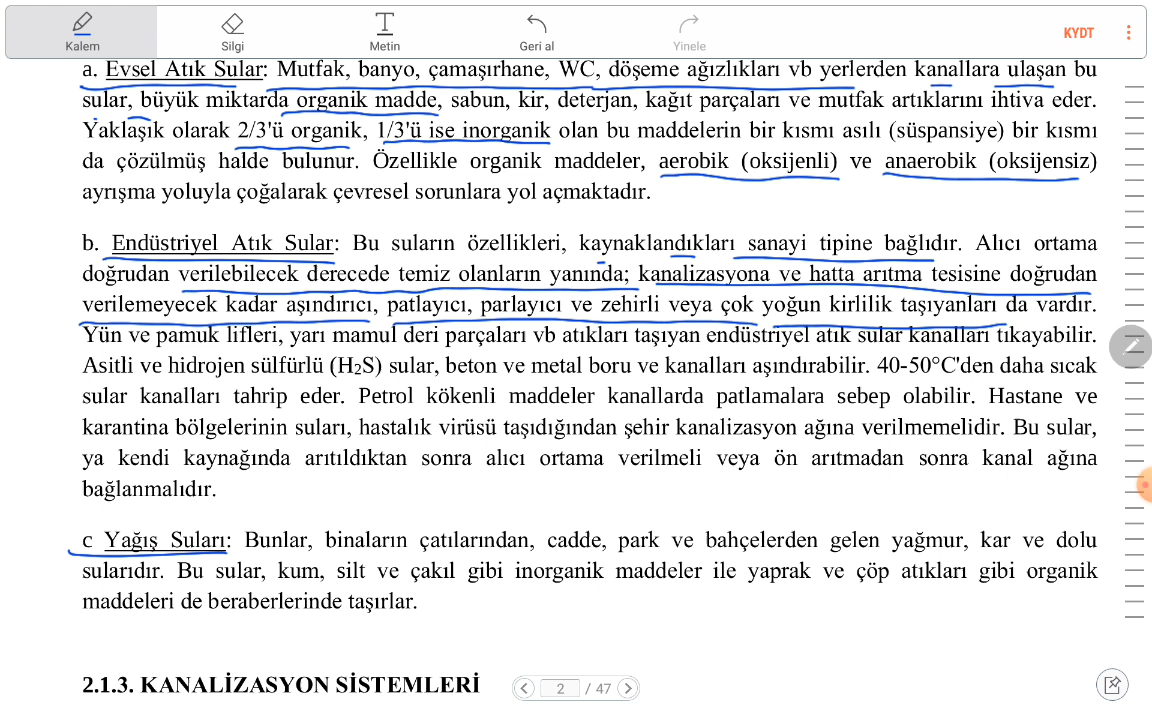 Kalem Silgi Metin Geri al Yinele KYDT
a. Evsel Atık Sular: Mutfak, banyo, çamaşırhane, WC, döşeme ağızlıkları vb yerlerden kanallara ulaşan bu
sular, büyük miktarda organik madde, sabun, kir, deterjan, kağıt parçaları ve mutfak artıklarını ihtiva eder.
Yaklaşık olarak 2/3'ü organik, 1/3'ü ise inorganik olan bu maddelerin bir kısmı asılı (süspansiye) bir kısmı
da çözülmüş halde bulunur. Özellikle organik maddeler, aerobik (oksijenli) ve anaerobik (oksijensiz)
ayrışma yoluyla çoğalarak çevresel sorunlara yol açmaktadır.
b. Endüstriyel Atık Sular: Bu suların özellikleri, kaynaklandıkları sanayi tipine bağlıdır. Alıcı ortama
doğrudan verilebilecek derecede temiz olanların yanında; kanalizasyona ve hatta arıtma tesisine doğrudan
verilemeyecek kadar aşındırıcı, patlayıcı, parlayıcı ve zehirli veya çok yoğun kirlilik taşıyanları da vardır.
Yün ve pamuk lifleri, yarı mamul deri parçaları vb atıkları taşıyan endüstriyel atık sular kanalları tıkayabilir.
Asitli ve hidrojen sülfürlü (H2S) sular, beton ve metal boru ve kanalları aşındırabilir. 40-50°C'den daha sıcak
sular kanalları tahrip eder. Petrol kökenli maddeler kanallarda patlamalara sebep olabilir. Hastane ve
karantina bölgelerinin suları, hastalık virüsü taşıdığından şehir kanalizasyon ağına verilmemelidir. Bu sular,
ya kendi kaynağında arıtıldıktan sonra alıcı ortama verilmeli veya ön arıtmadan sonra kanal ağına
bağlanmalıdır.
c Yağış Suları: Bunlar, binaların çatılarından, cadde, park ve bahçelerden gelen yağmur, kar ve dolu
sularıdır. Bu sular, kum, silt ve çakıl gibi inorganik maddeler ile yaprak ve çöp atıkları gibi organik
maddeleri de beraberlerinde taşırlar.
2.1.3. KANALİZASYON SİSTEMLERİ
2 / 47